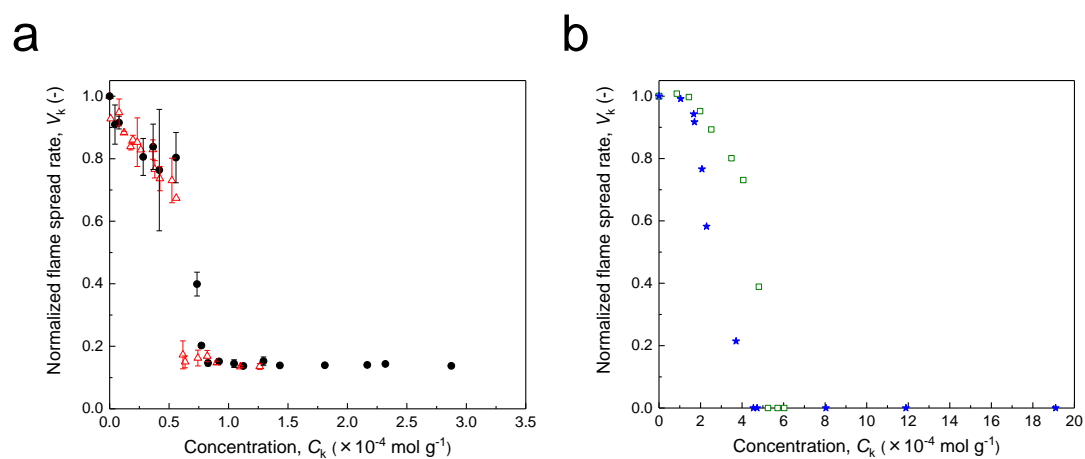 a
b
Normalized flame spread rate, Vk (-)
1.0
0.8
0.6
0.4
0.2
0.0
0.0 0.5 1.0 1.5 2.0 2.5 3.0 3.5
Concentration, Ck (×10-4 mol g-1)
Normalized flame spread rate, Vk (-)
1.0
0.8
0.6
0.4
0.2
0.0
0 2 4 6 8 10 12 14 16 18 20
Concentration, Ck (×10-4 mol g-1)